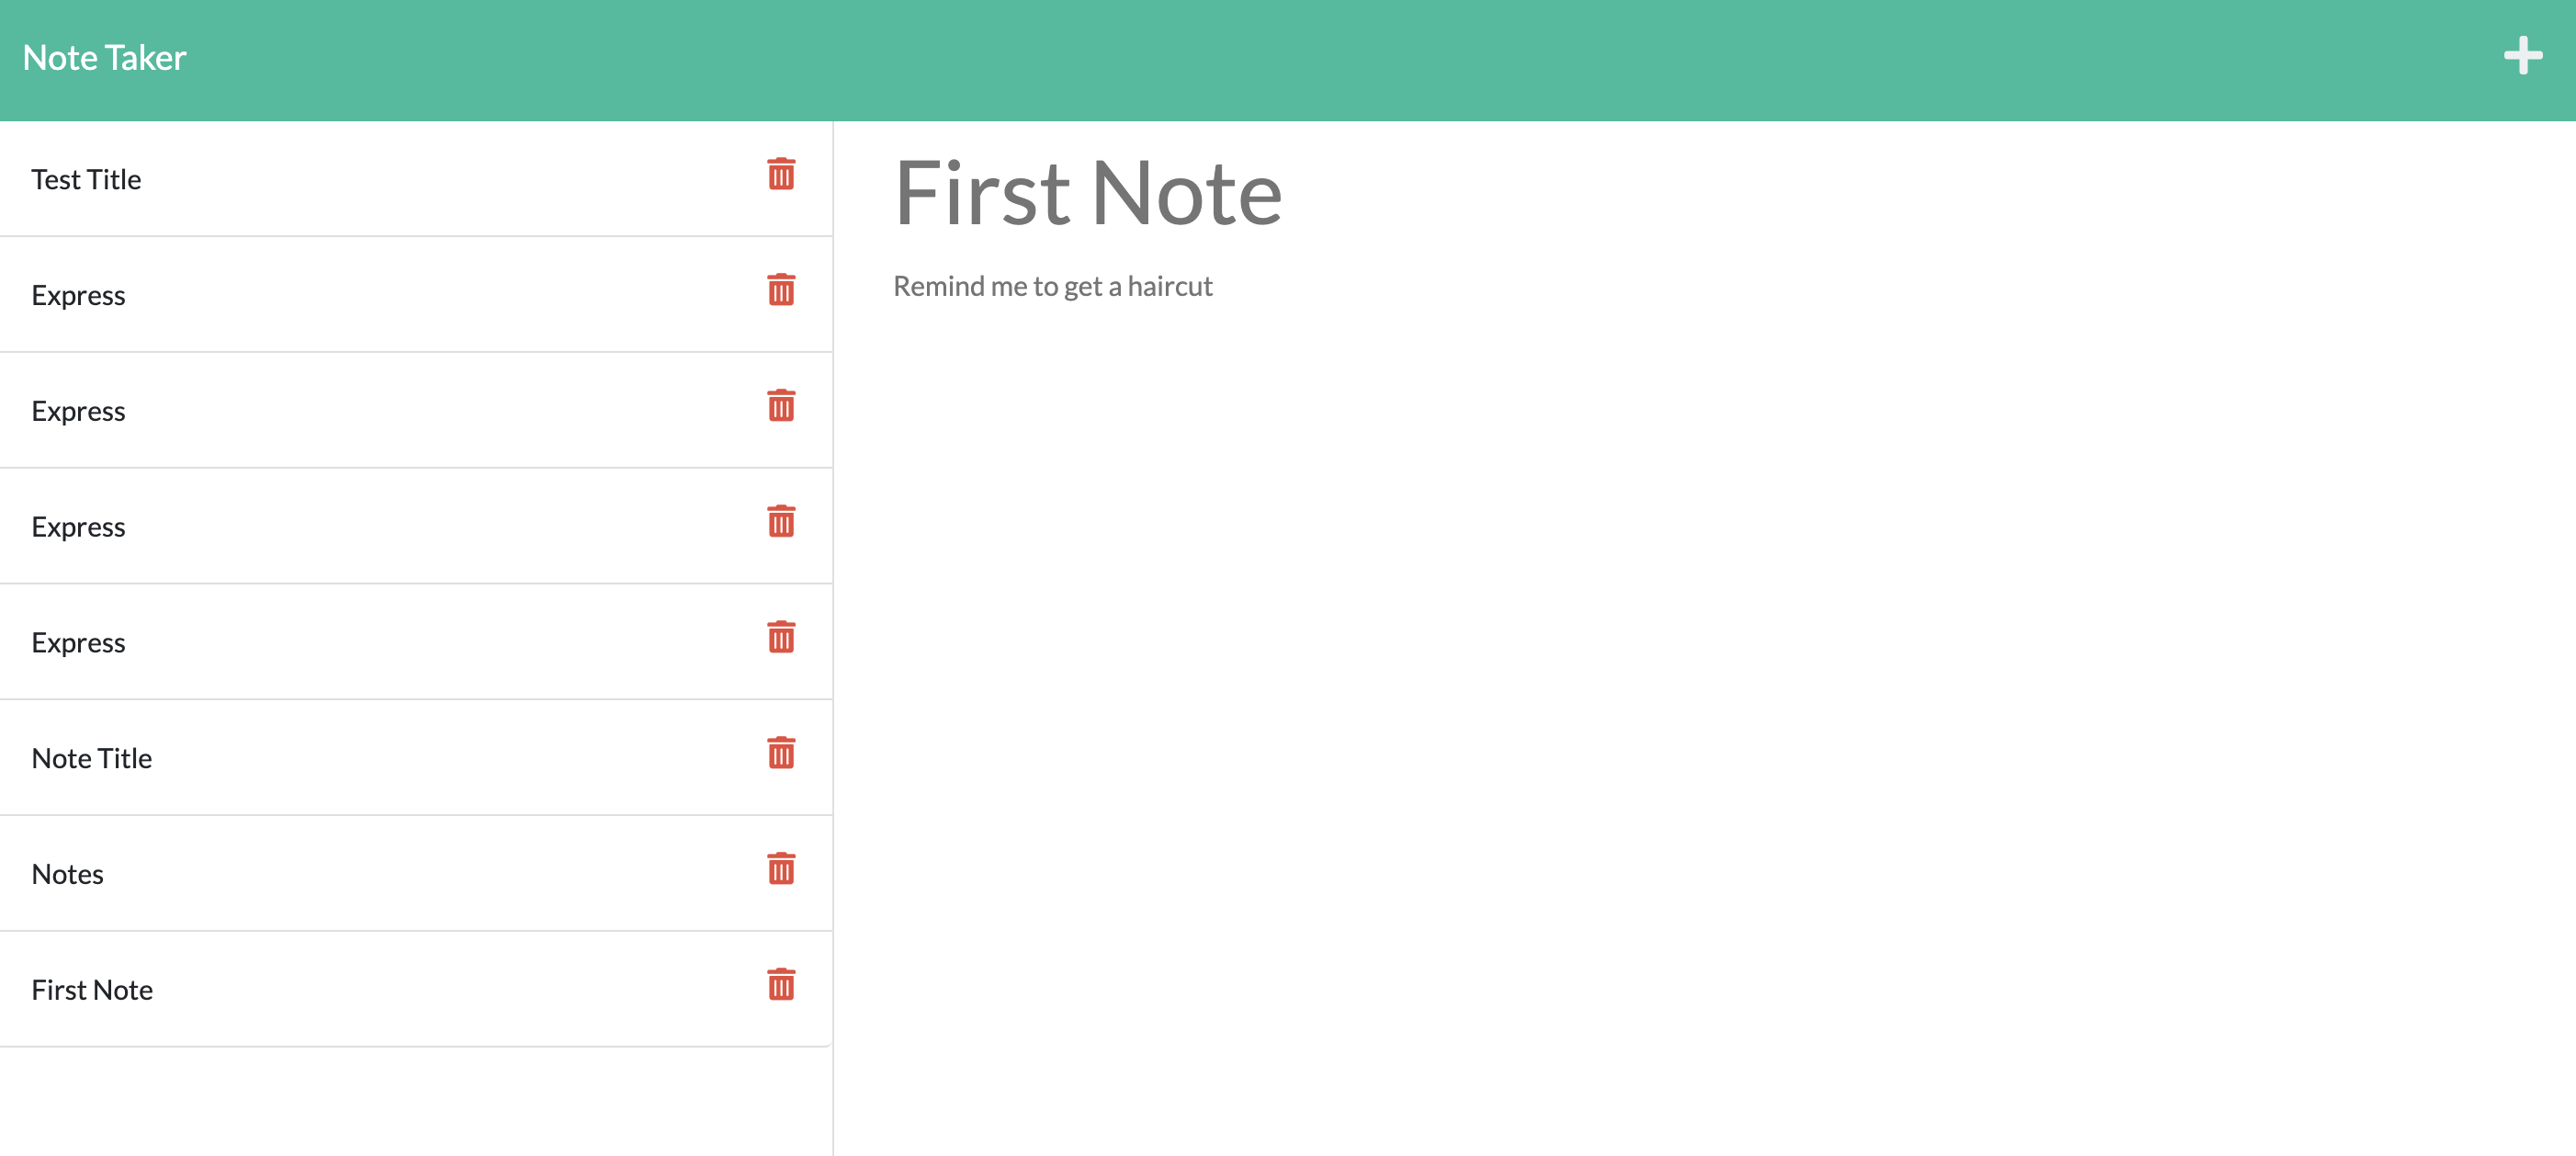 Note Taker
Test Title
Express
Express
Express
Express
Note Title
Notes
First Note
First Note
Remind me to get a haircut